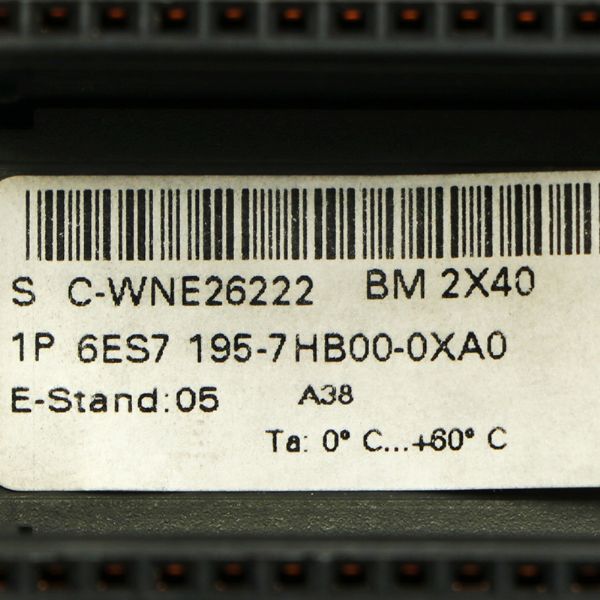 S C-WNE26222 BM 2X40
1P 6ES7 195-7HB00-0XA0
E-Stand:05 A38
Ta: 0° C...+60° C